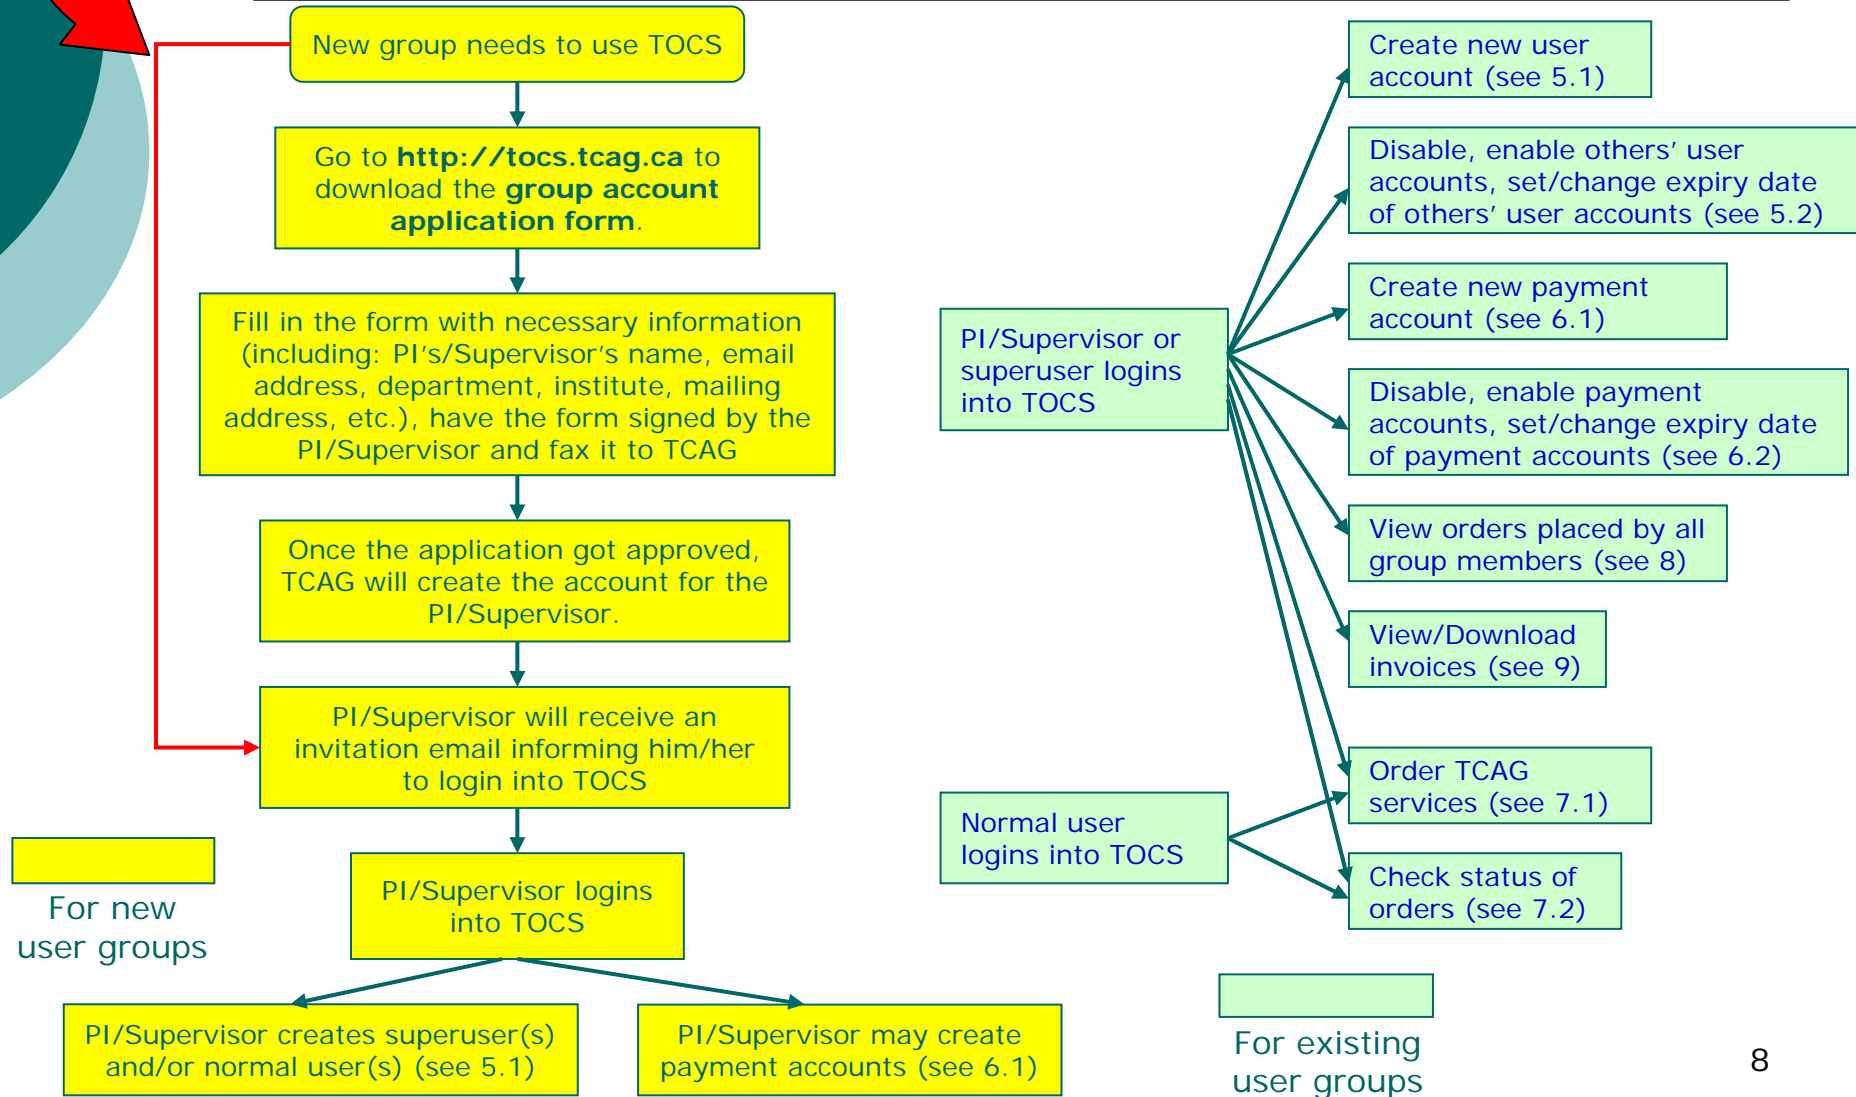 New group needs to use TOCS
Go to http://tocs.tcag.ca to
download the group account
application form.
Fill in the form with necessary information
(including: PI's/Supervisor's name, email
address, department, institute, mailing
address, etc.), have the form signed by the
PI/Supervisor and fax it to TCAG
Once the application got approved,
TCAG will create the account for the
PI/Supervisor.
PI/Supervisor will receive an
invitation email informing him/her
to login into TOCS
PI/Supervisor logins
into TOCS
PI/Supervisor creates superuser(s)
and/or normal user(s) (see 5.1)
PI/Supervisor may create
payment accounts (see 6.1)
For new
user groups
PI/Supervisor or
superuser logins
into TOCS
Normal user
logins into TOCS
Create new user
account (see 5.1)
Disable, enable others’ user
accounts, set/change expiry date
of others’ user accounts (see 5.2)
Create new payment
account (see 6.1)
Disable, enable payment
accounts, set/change expiry date
of payment accounts (see 6.2)
View orders placed by all
group members (see 8)
View/Download
invoices (see 9)
Order TCAG
services (see 7.1)
Check status of
orders (see 7.2)
For existing
user groups
8